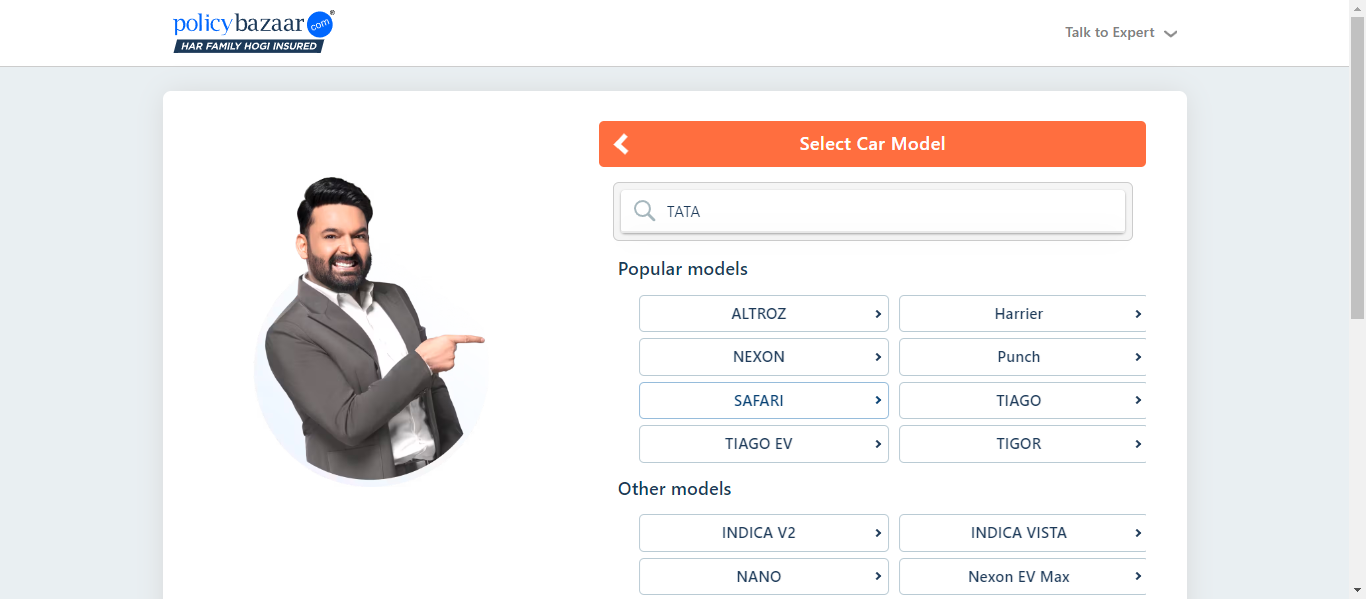 policybazaar.com®
HAR FAMILY HOGI INSURED
Talk to Expert
Select Car Model
TATA
Popular models
ALTROZ
Harrier
NEXON
Punch
SAFARI
TIAGO
TIAGO EV
TIGOR
Other models
INDICA V2
INDICA VISTA
NANO
Nexon EV Max